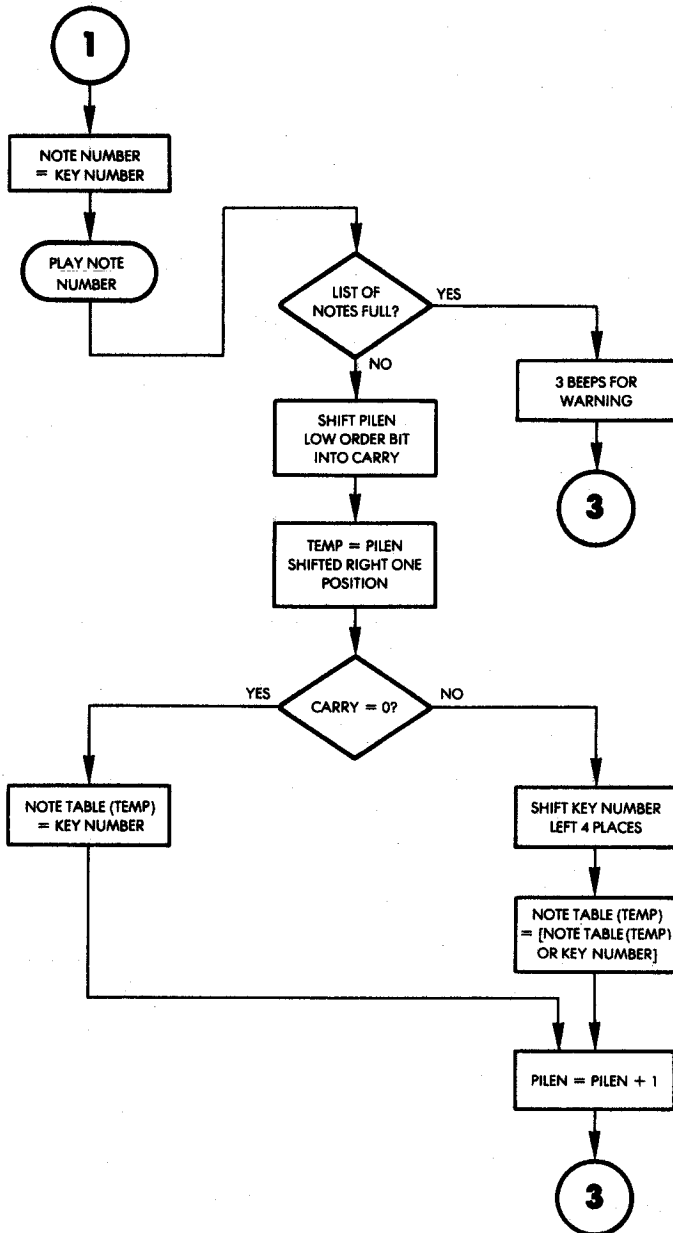 1
NOTE NUMBER
= KEY NUMBER
PLAY NOTE
NUMBER
LIST OF
NOTES FULL?
YES
NO
3 BEEPS FOR
WARNING
3
SHIFT PILEN
LOW ORDER BIT
INTO CARRY
TEMP = PILEN
SHIFTED RIGHT ONE
POSITION
CARRY = 0?
YES
NO
NOTE TABLE (TEMP)
= KEY NUMBER
SHIFT KEY NUMBER
LEFT 4 PLACES
NOTE TABLE (TEMP)
= [NOTE TABLE (TEMP)
OR KEY NUMBER]
PILEN = PILEN + 1
3